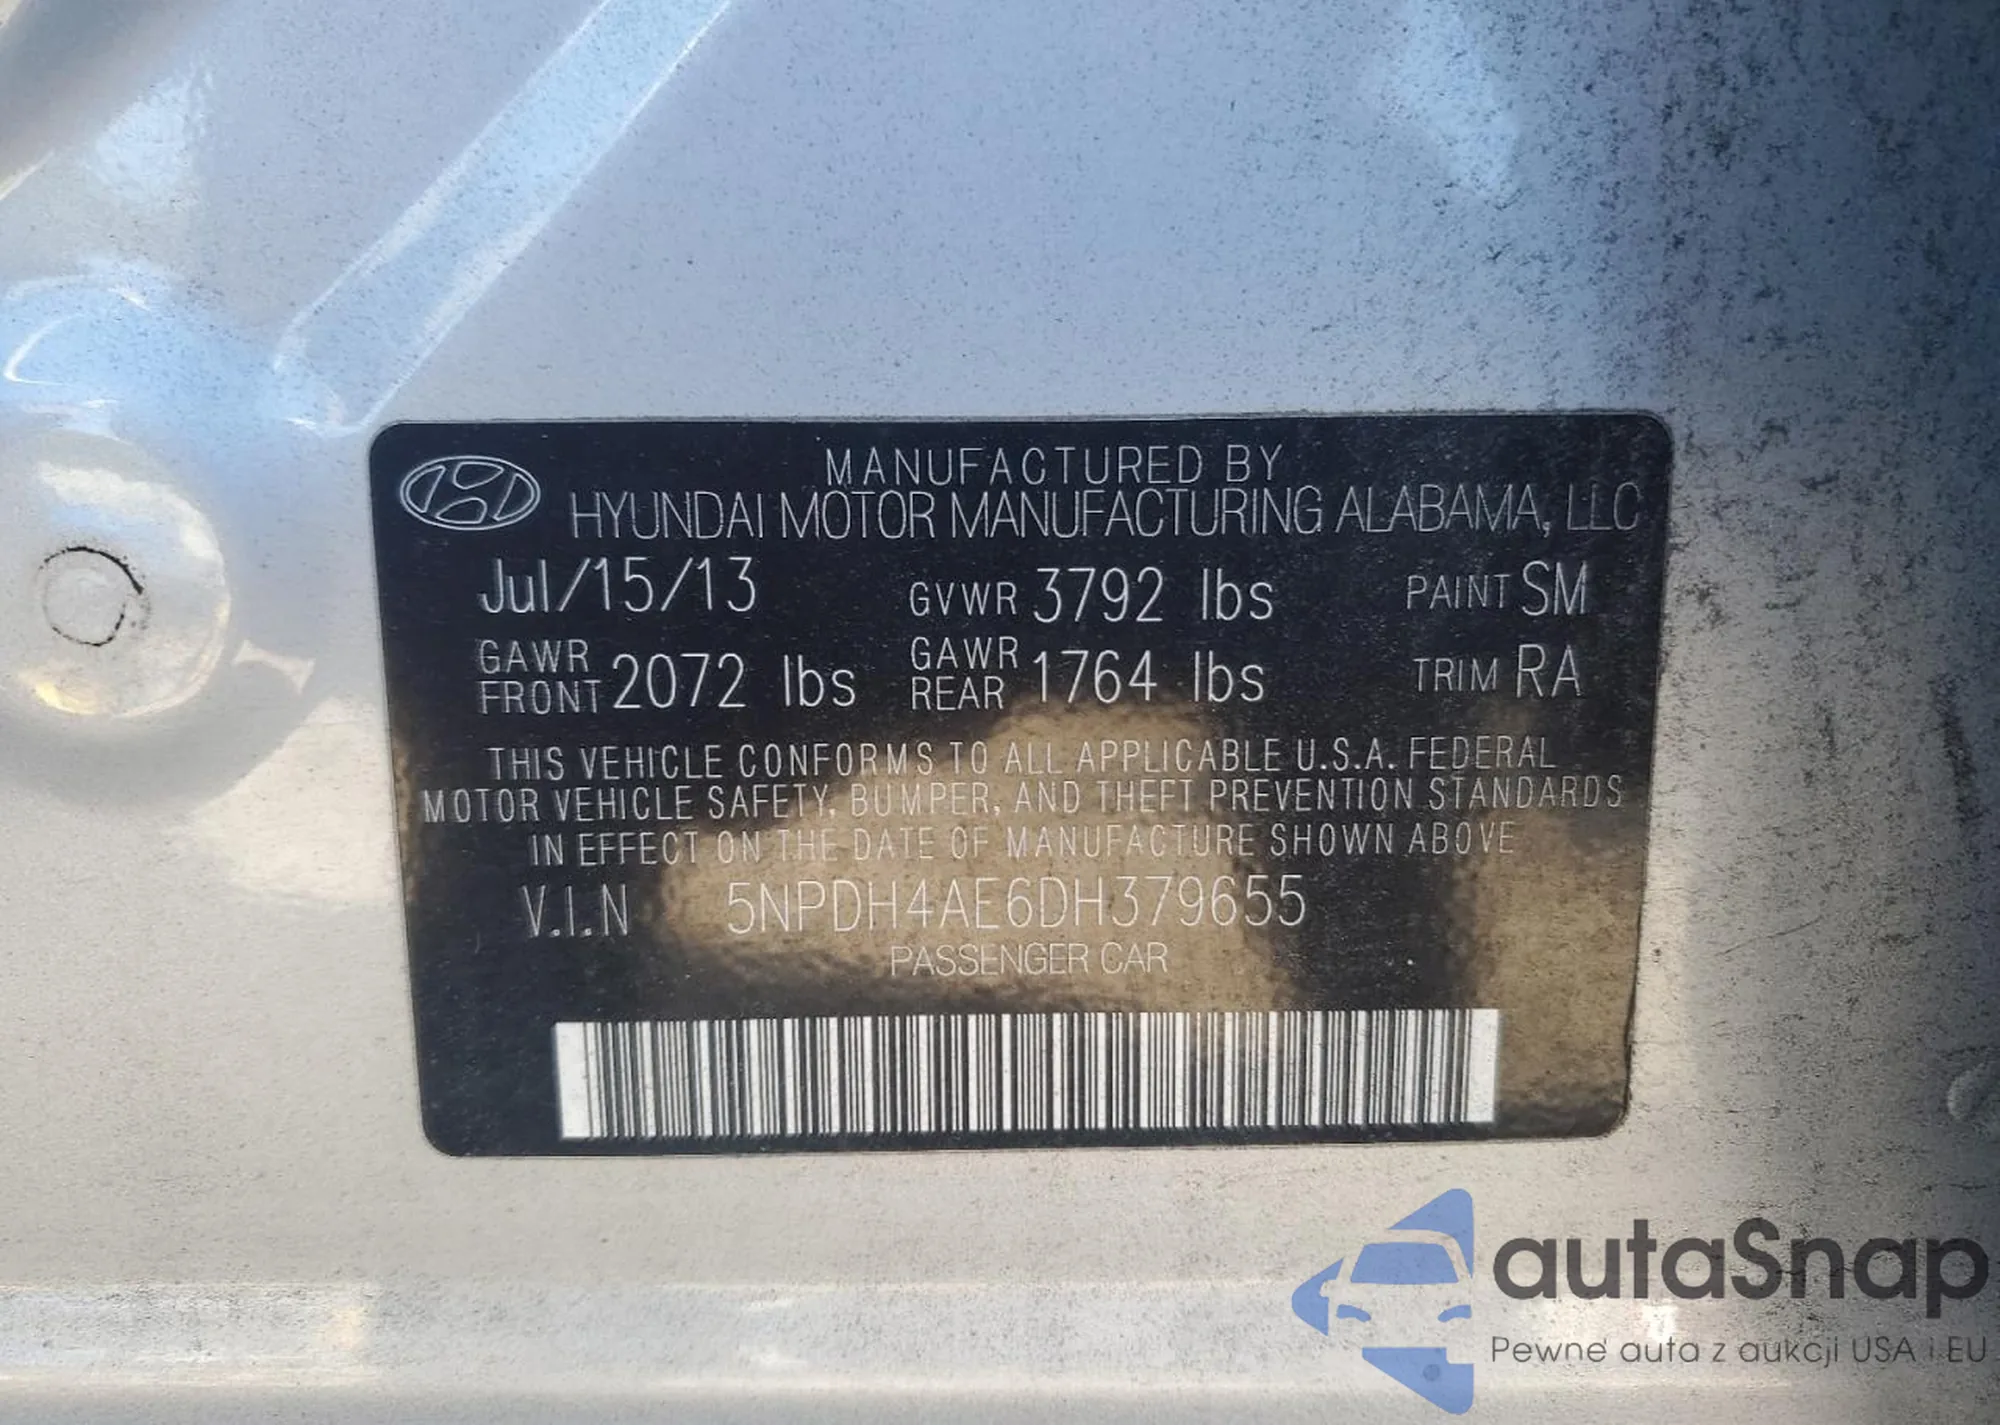 MANUFACTURED BY
HYUNDAI MOTOR MANUFACTURING ALABAMA, LLC
Jul/15/13 GVWR 3792 lbs PAINT SM
GAWR FRONT 2072 lbs GAWR REAR 1764 lbs TRIM RA
THIS VEHICLE CONFORMS TO ALL APPLICABLE U.S.A. FEDERAL
MOTOR VEHICLE SAFETY, BUMPER, AND THEFT PREVENTION STANDARDS
IN EFFECT ON THE DATE OF MANUFACTURE SHOWN ABOVE
V.I.N 5NPDH4AE6DH379655
PASSENGER CAR
autaSnap
Pewne auta z aukcji USA i EU